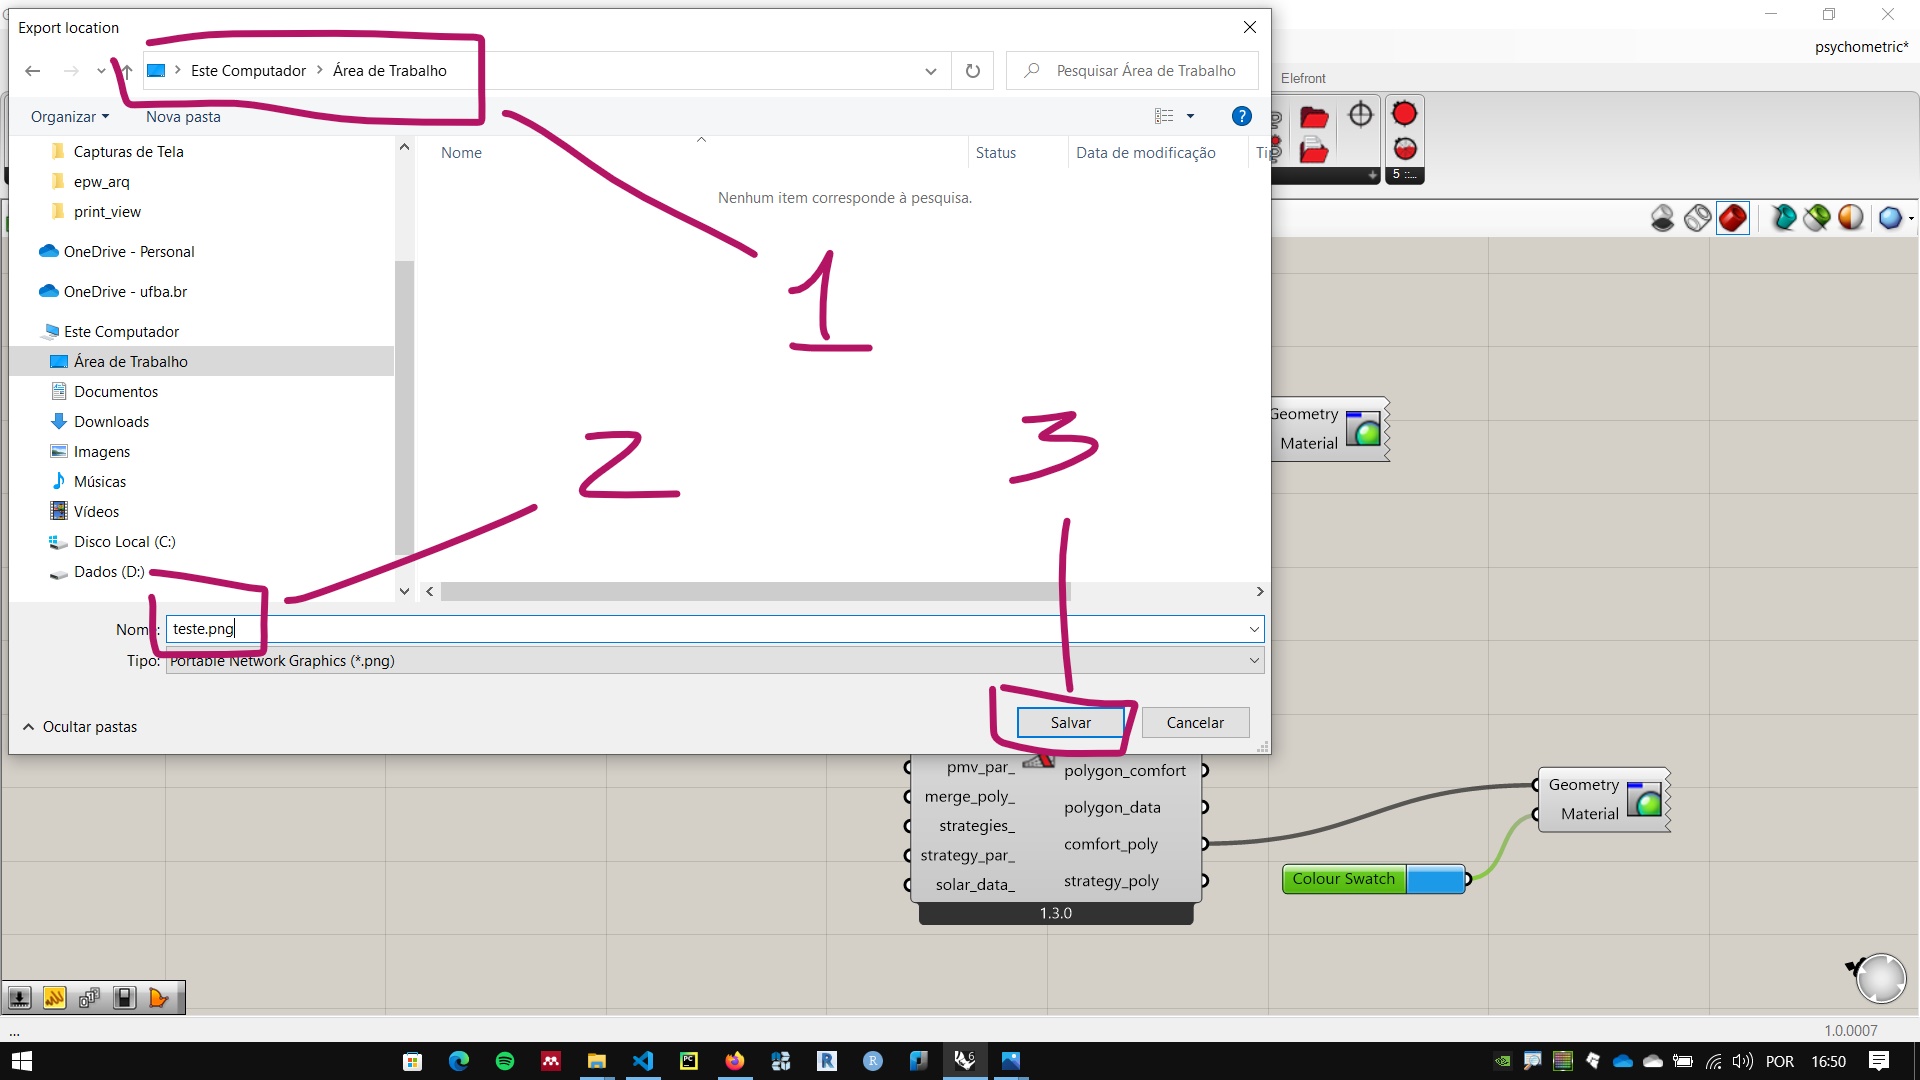 Export location
psychometric*
Este Computador
Área de Trabalho
Pesquisar Área de Trabalho
Elefront
Organizar
Nova pasta
?
Capturas de Tela
epw_arq
print_view
OneDrive - Personal
OneDrive - ufba.br
Este Computador
Área de Trabalho
Documentos
Downloads
Imagens
Músicas
Vídeos
Disco Local (C:)
Dados (D:)
Nome
Status
Data de modificação
Nenhum item corresponde à pesquisa.
1
2
3
5 ::...
Geometry
Material
Nome:
teste.png
Tipo:
Portable Network Graphics (*.png)
Ocultar pastas
Salvar
Cancelar
pmv_par_
merge_poly_
strategies_
strategy_par_
solar_data_
polygon_comfort
polygon_data
comfort_poly
strategy_poly
1.3.0
Geometry
Material
Colour Swatch
...
1.0.0007
POR
16:50